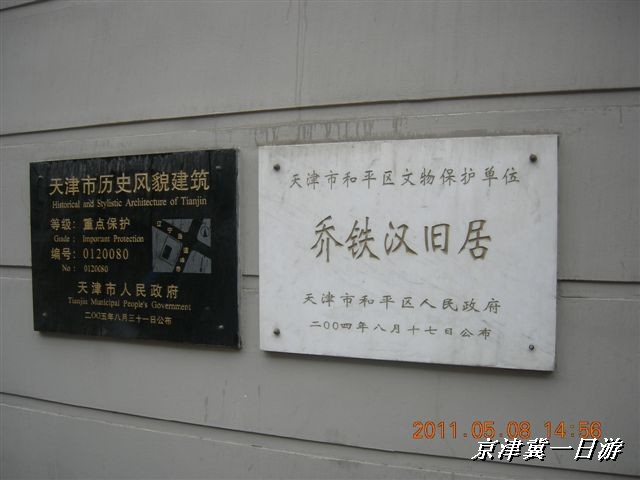 天津市历史风貌建筑
Historical and Stylistic Architecture of Tianjin
等级：重点保护
Grade : Important Protection
编号：0120080
No : 0120080
天津市人民政府
Tianjin Municipal People's Government
二〇〇五年八月三十一日公布
天津市和平区文物保护单位
乔铁汉旧居
天津市和平区人民政府
二〇〇四年八月十七日公布
2011.05.08 14:56
京津冀一日游